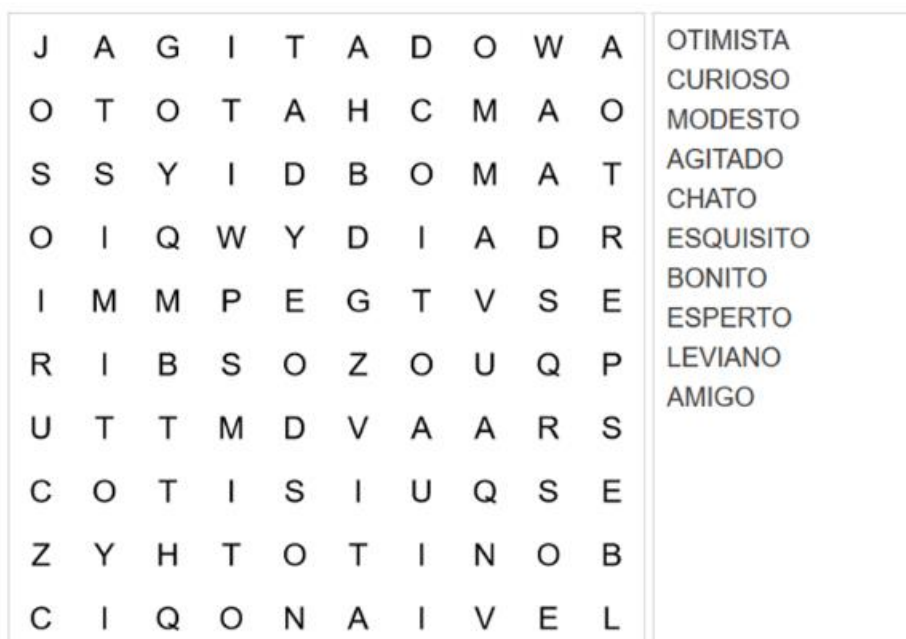 J A G I T A D O W A
O T O T A H C M A O
S S Y I D B O M A T
O I Q W Y D I A D R
I M M P E G T V S E
R I B S O Z O U Q P
U T T M D V A A R S
C O T I S I U Q S E
Z Y H T O T I N O B
C I Q O N A I V E L
OTIMISTA
CURIOSO
MODESTO
AGITADO
CHATO
ESQUISITO
BONITO
ESPERTO
LEVIANO
AMIGO